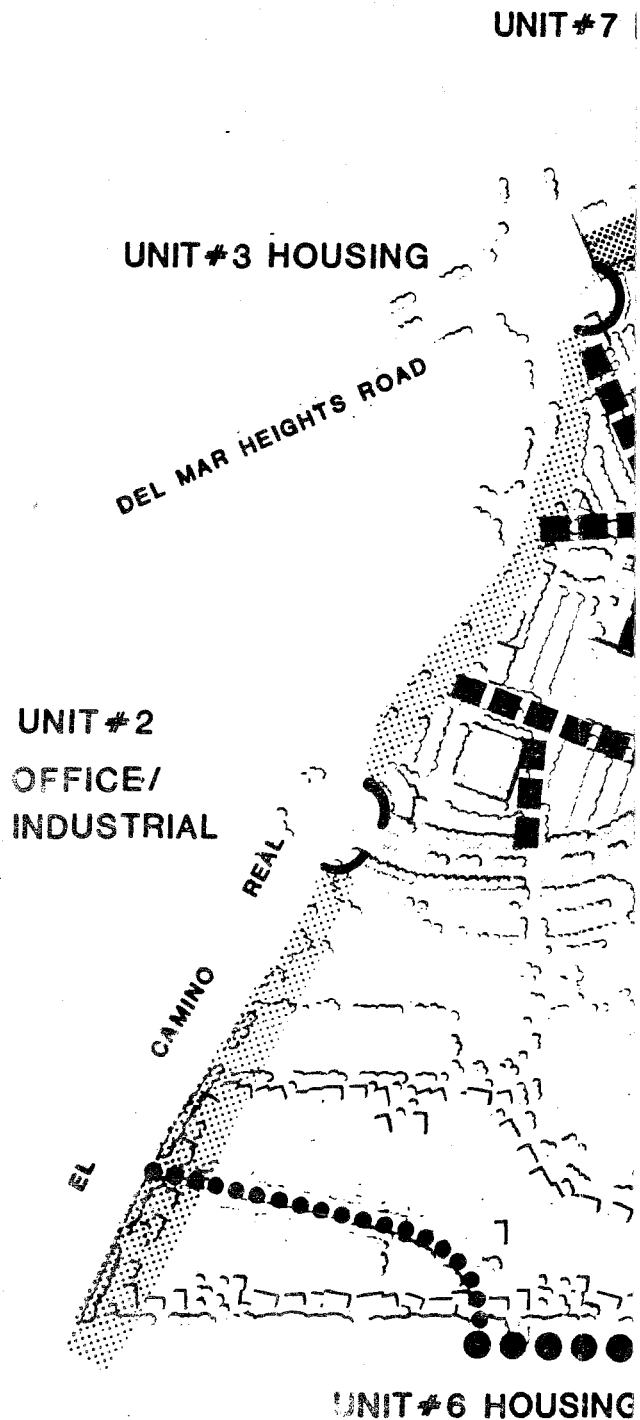 UNIT#7
UNIT#3 HOUSING
DEL MAR HEIGHTS ROAD
UNIT#2
OFFICE/
INDUSTRIAL
EL CAMINO REAL
UNIT#6 HOUSING